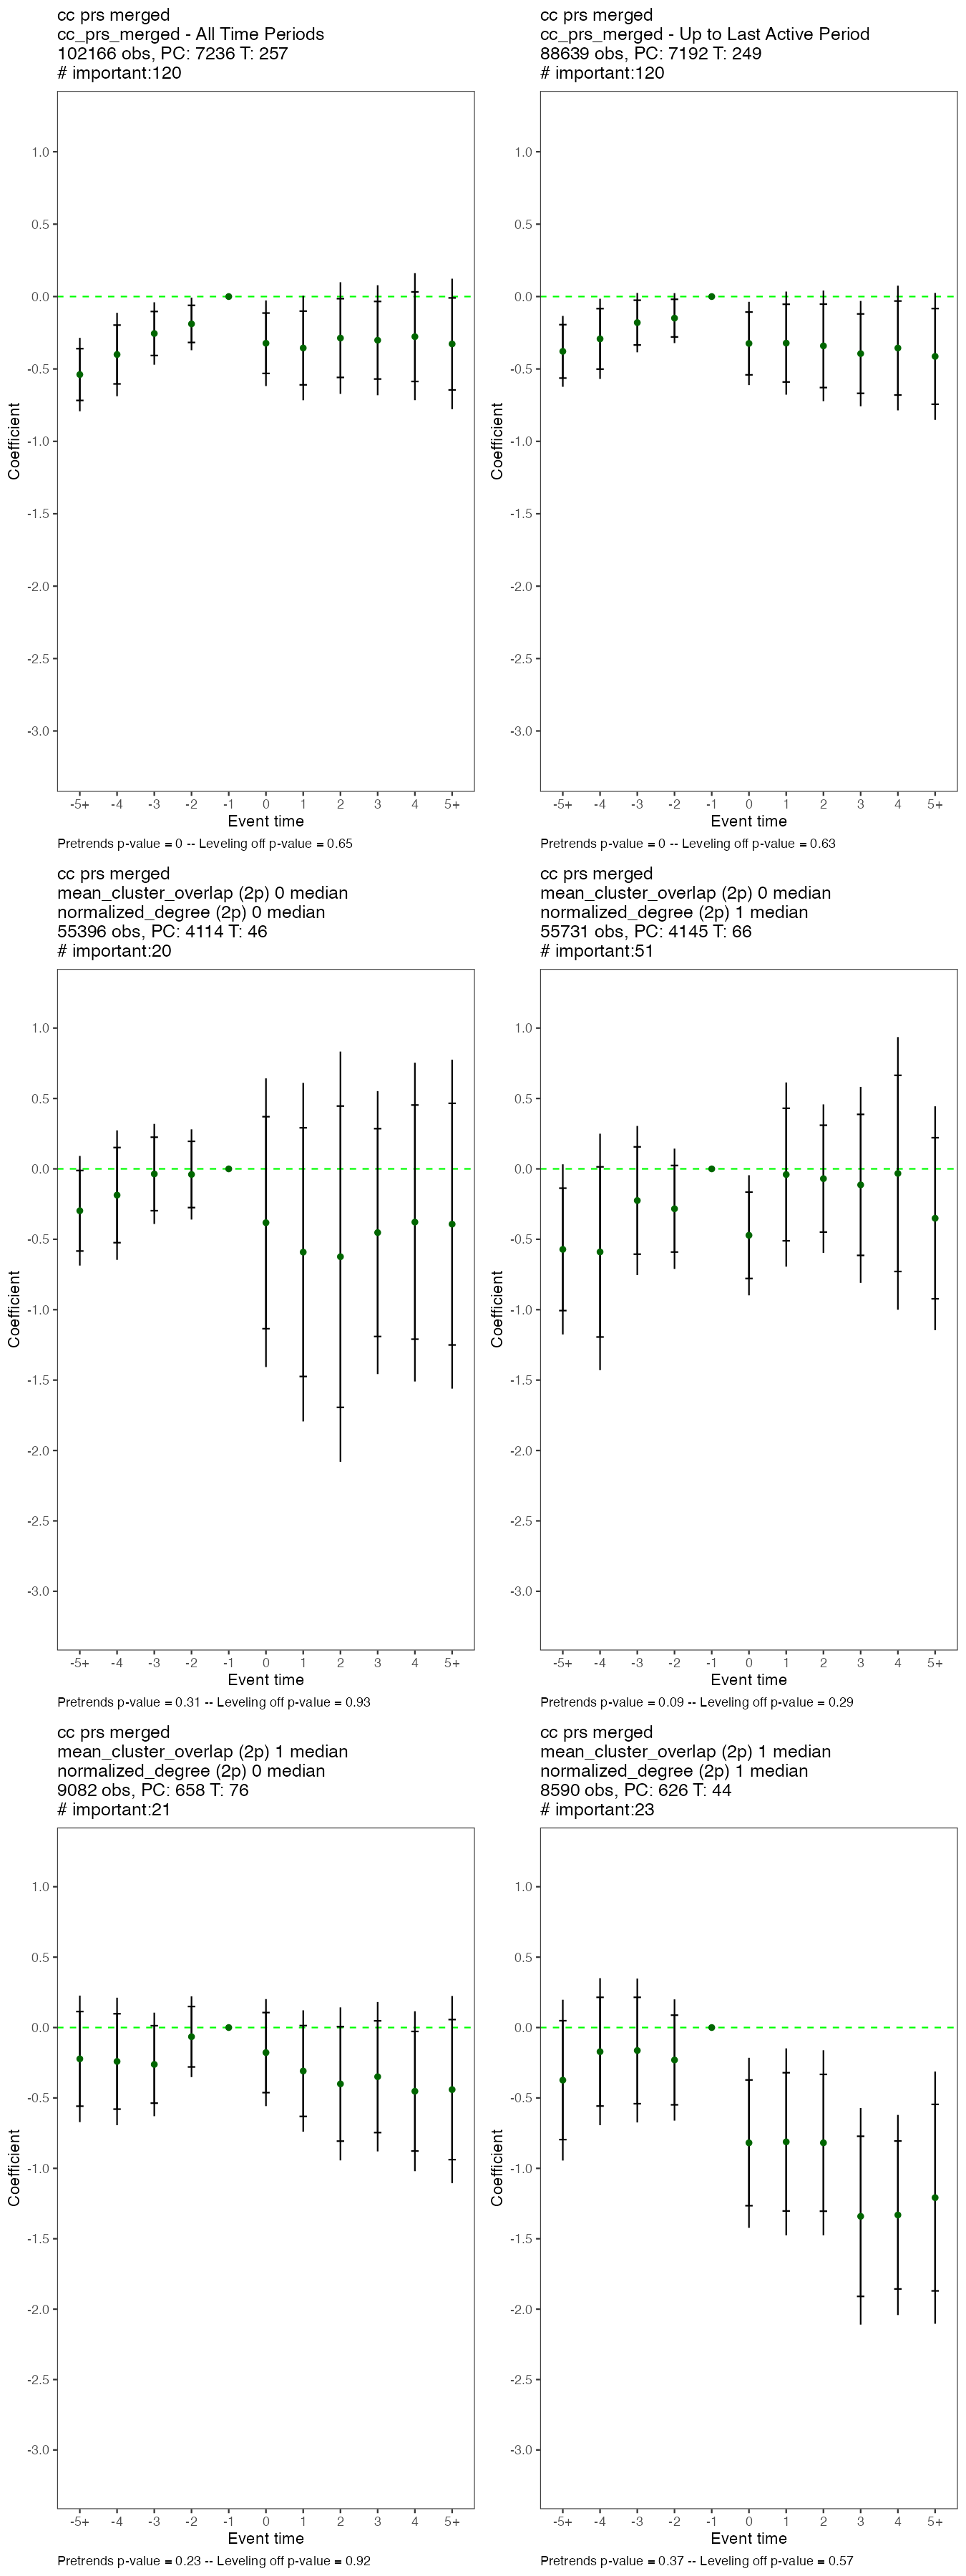 cc prs merged
cc_prs_merged - All Time Periods
102166 obs, PC: 7236 T: 257
# important:120
1.0
0.5
0.0
-0.5
-1.0
-1.5
-2.0
-2.5
-3.0
Coefficient
-5+ -4 -3 -2 -1 0 1 2 3 4 5+
Event time
Pretrends p-value = 0 -- Leveling off p-value = 0.65
cc prs merged
cc_prs_merged - Up to Last Active Period
88639 obs, PC: 7192 T: 249
# important:120
1.0
0.5
0.0
-0.5
-1.0
-1.5
-2.0
-2.5
-3.0
Coefficient
-5+ -4 -3 -2 -1 0 1 2 3 4 5+
Event time
Pretrends p-value = 0 -- Leveling off p-value = 0.63
cc prs merged
mean_cluster_overlap (2p) 0 median
normalized_degree (2p) 0 median
55396 obs, PC: 4114 T: 46
# important:20
1.0
0.5
0.0
-0.5
-1.0
-1.5
-2.0
-2.5
-3.0
Coefficient
-5+ -4 -3 -2 -1 0 1 2 3 4 5+
Event time
Pretrends p-value = 0.31 -- Leveling off p-value = 0.93
cc prs merged
mean_cluster_overlap (2p) 0 median
normalized_degree (2p) 1 median
55731 obs, PC: 4145 T: 66
# important:51
1.0
0.5
0.0
-0.5
-1.0
-1.5
-2.0
-2.5
-3.0
Coefficient
-5+ -4 -3 -2 -1 0 1 2 3 4 5+
Event time
Pretrends p-value = 0.09 -- Leveling off p-value = 0.29
cc prs merged
mean_cluster_overlap (2p) 1 median
normalized_degree (2p) 0 median
9082 obs, PC: 658 T: 76
# important:21
1.0
0.5
0.0
-0.5
-1.0
-1.5
-2.0
-2.5
-3.0
Coefficient
-5+ -4 -3 -2 -1 0 1 2 3 4 5+
Event time
Pretrends p-value = 0.23 -- Leveling off p-value = 0.92
cc prs merged
mean_cluster_overlap (2p) 1 median
normalized_degree (2p) 1 median
8590 obs, PC: 626 T: 44
# important:23
1.0
0.5
0.0
-0.5
-1.0
-1.5
-2.0
-2.5
-3.0
Coefficient
-5+ -4 -3 -2 -1 0 1 2 3 4 5+
Event time
Pretrends p-value = 0.37 -- Leveling off p-value = 0.57